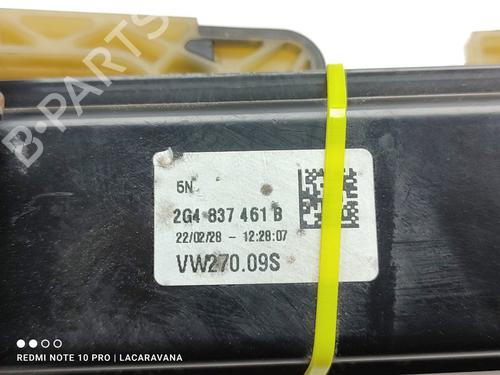 B-PARTS
5N
2G4 837 461 B
22/02/28 - 12:28:07
VW270.09S
REDMI NOTE 10 PRO | LACARAVANA